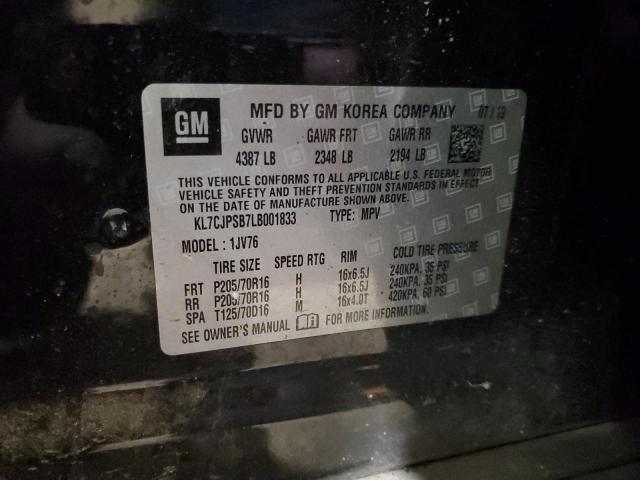 GM MFD BY GM KOREA COMPANY 07/19
GVWR GAWR FRT GAWR RR
4387 LB 2348 LB 2194 LB
THIS VEHICLE CONFORMS TO ALL APPLICABLE U.S. FEDERAL MOTOR
VEHICLE SAFETY AND THEFT PREVENTION STANDARDS IN EFFECT
ON THE DATE OF MANUFACTURE SHOWN ABOVE.
KL7CJPSB7LB001833 TYPE: MPV
MODEL: 1JV76
TIRE SIZE SPEED RTG RIM COLD TIRE PRESSURE
FRT P205/70R16 H 16x6.5J 240KPA, 35 PSI
RR P205/70R16 H 16x6.5J 240KPA, 35 PSI
SPA T125/70D16 M 16x4.0T 420KPA, 60 PSI
SEE OWNER'S MANUAL FOR MORE INFORMATION.